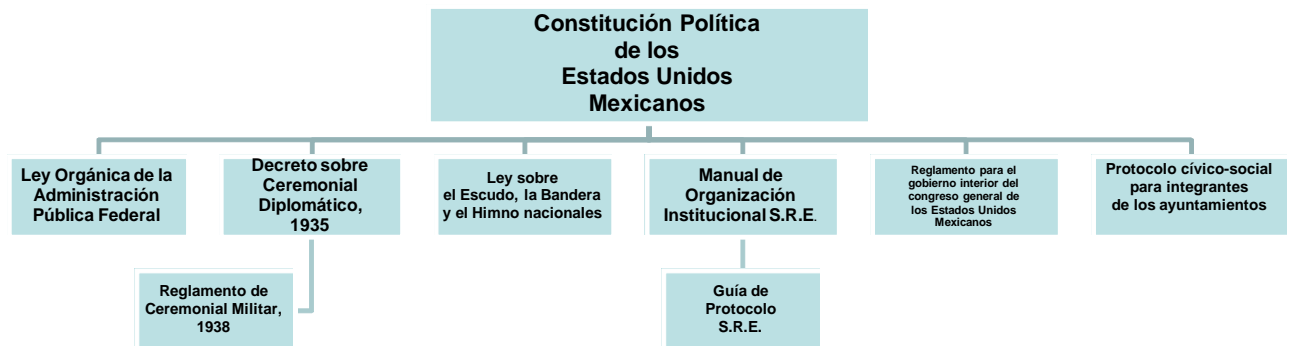 Constitución Política
de los
Estados Unidos
Mexicanos
Ley Orgánica de la
Administración
Pública Federal
Decreto sobre
Ceremonial
Diplomático,
1935
Ley sobre
el Escudo, la Bandera
y el Himno nacionales
Manual de
Organización
Institucional S.R.E.
Reglamento para el
gobierno interior del
congreso general de
los Estados Unidos
Mexicanos
Protocolo cívico-social
para integrantes
de los ayuntamientos
Reglamento de
Ceremonial Militar,
1938
Guía de
Protocolo
S.R.E.